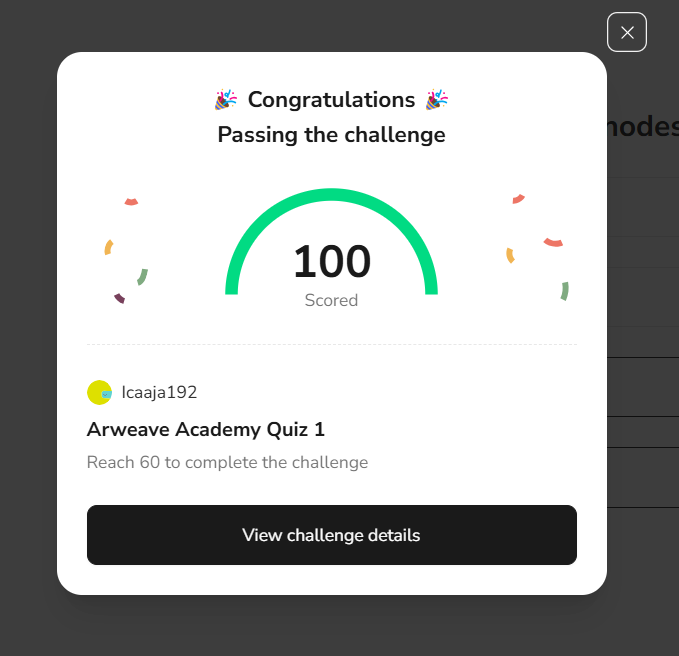 nodes
🎉 Congratulations 🎉
Passing the challenge
100
Scored
Icaaja192
Arweave Academy Quiz 1
Reach 60 to complete the challenge
View challenge details